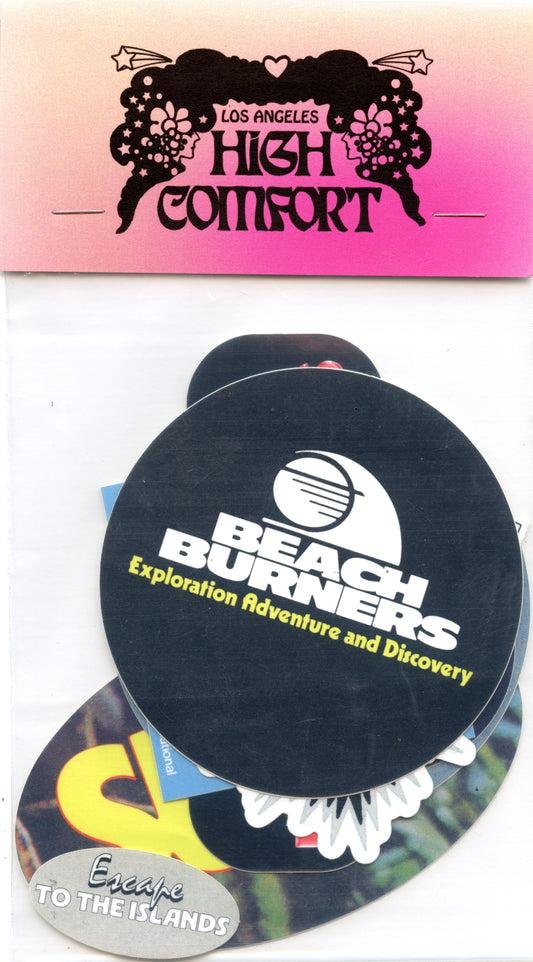 LOS ANGELES
HIGH
COMFORT
BEACH
BURNERS
Exploration Adventure and Discovery
Escape
TO THE ISLANDS